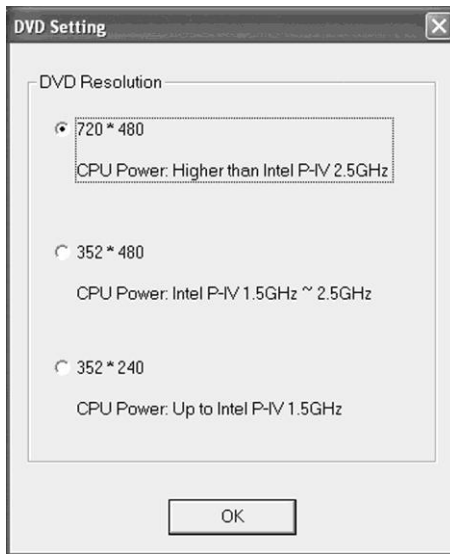 DVD Setting
DVD Resolution
720 * 480
CPU Power: Higher than Intel P-IV 2.5GHz
352 * 480
CPU Power: Intel P-IV 1.5GHz ~ 2.5GHz
352 * 240
CPU Power: Up to Intel P-IV 1.5GHz
OK